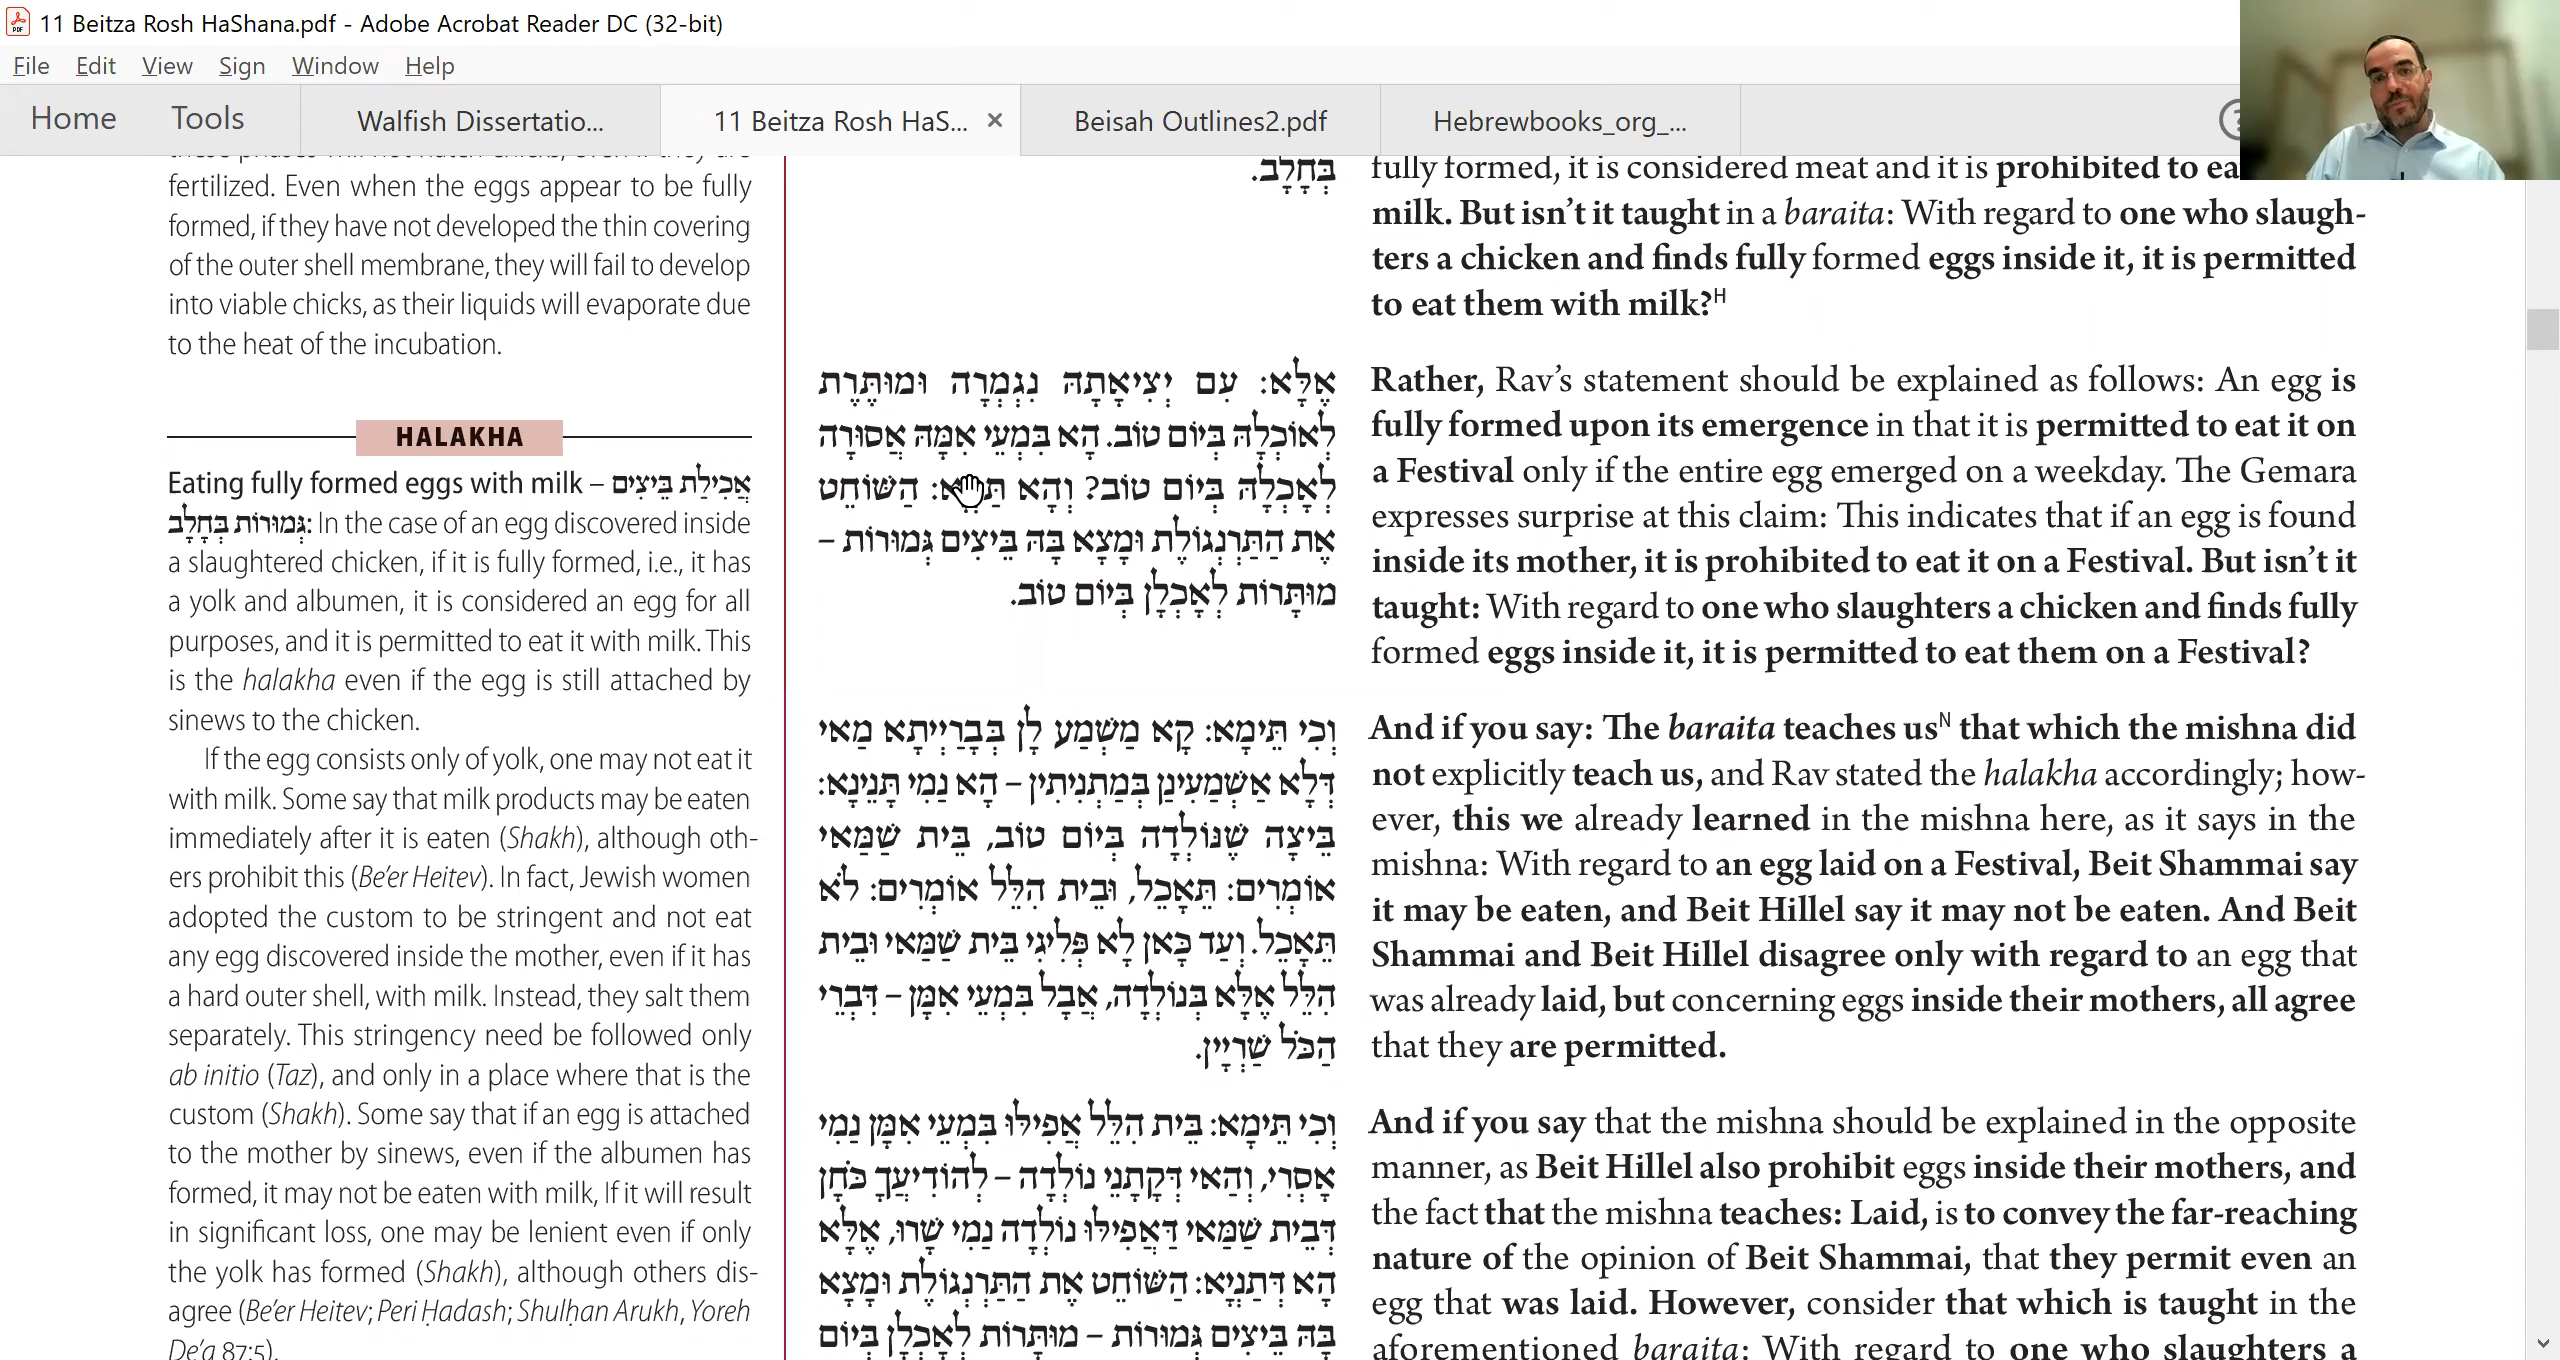 11 Beitza Rosh HaShana.pdf - Adobe Acrobat Reader DC (32-bit)
File Edit View Sign Window Help
Home Tools Walfish Dissertatio... 11 Beitza Rosh HaS... × Beisah Outlines2.pdf Hebrewbooks_org_...
fertilized. Even when the eggs appear to be fully
formed, if they have not developed the thin covering
of the outer shell membrane, they will fail to develop
into viable chicks, as their liquids will evaporate due
to the heat of the incubation.
HALAKHA
Eating fully formed eggs with milk – אֲכִילַת בֵּיצִים
גְּמוּרוֹת בְּחָלָב: In the case of an egg discovered inside
a slaughtered chicken, if it is fully formed, i.e., it has
a yolk and albumen, it is considered an egg for all
purposes, and it is permitted to eat it with milk. This
is the halakha even if the egg is still attached by
sinews to the chicken.
If the egg consists only of yolk, one may not eat it
with milk. Some say that milk products may be eaten
immediately after it is eaten (Shakh), although oth-
ers prohibit this (Be'er Heitev). In fact, Jewish women
adopted the custom to be stringent and not eat
any egg discovered inside the mother, even if it has
a hard outer shell, with milk. Instead, they salt them
separately. This stringency need be followed only
ab initio (Taz), and only in a place where that is the
custom (Shakh). Some say that if an egg is attached
to the mother by sinews, even if the albumen has
formed, it may not be eaten with milk, If it will result
in significant loss, one may be lenient even if only
the yolk has formed (Shakh), although others dis-
agree (Be'er Heitev; Peri Ḥadash; Shulḥan Arukh, Yoreh
De'a 87:5).
בְּחָלָב.
אֶלָּא: עִם יְצִיאָתָהּ נִגְמְרָה וּמוּתֶּרֶת
לְאוֹכְלָהּ בְּיוֹם טוֹב. הָא בִּמְעֵי אִמָּהּ אֲסוּרָה
לְאׇכְלָהּ בְּיוֹם טוֹב? וְהָא : הַשּׁוֹחֵט
אֶת הַתַּרְנְגוֹלֶת וּמָצָא בָּהּ בֵּיצִים גְּמוּרוֹת –
מוּתָּרוֹת לְאׇכְלָן בְּיוֹם טוֹב.
וְכִי תֵּימָא: קָא מַשְׁמַע לָן בְּבָרַיְיתָא מַאי
דְּלָא אַשְׁמַעִינַן בְּמַתְנִיתִין – הָא נַמִי תָּנֵינָא:
בֵּיצָה שֶׁנּוֹלְדָה בְּיוֹם טוֹב, בֵּית שַׁמַּאי
אוֹמְרִים: תֵּאָכֵל, וּבֵית הִלֵּל אוֹמְרִים: לֹא
תֵּאָכֵל. וְעַד כָּאן לָא פְּלִיגִי בֵּית שַׁמַּאי וּבֵית
הִלֵּל אֶלָּא בְּנוֹלְדָה, אֲבָל בִּמְעֵי אִמָּן – דִּבְרֵי
הַכֹּל שַׁרְיָין.
וְכִי תֵּימָא: בֵּית הִלֵּל אֲפִילּוּ בִּמְעֵי אִמָּן נַמִי
אָסְרִי, וְהַאי דְּקָתָנֵי נוֹלְדָה – לְהוֹדִיעֲךָ כֹּחָן
דְּבֵית שַׁמַּאי דַּאֲפִילּוּ נוֹלְדָה נַמִי שָׁרוּ, אֶלָּא
הָא דְּתַנְיָא: הַשּׁוֹחֵט אֶת הַתַּרְנְגוֹלֶת וּמָצָא
בָּהּ בֵּיצִים גְּמוּרוֹת – מוּתָּרוֹת לְאׇכְלָן בְּיוֹם
fully formed, it is considered meat and it is prohibited to
milk. But isn't it taught in a baraita: With regard to one who slaugh-
ters a chicken and finds fully formed eggs inside it, it is permitted
to eat them with milk?H
Rather, Rav's statement should be explained as follows: An egg is
fully formed upon its emergence in that it is permitted to eat it on
a Festival only if the entire egg emerged on a weekday. The Gemara
expresses surprise at this claim: This indicates that if an egg is found
inside its mother, it is prohibited to eat it on a Festival. But isn't it
taught: With regard to one who slaughters a chicken and finds fully
formed eggs inside it, it is permitted to eat them on a Festival?
And if you say: The baraita teaches usN that which the mishna did
not explicitly teach us, and Rav stated the halakha accordingly; how-
ever, this we already learned in the mishna here, as it says in the
mishna: With regard to an egg laid on a Festival, Beit Shammai say
it may be eaten, and Beit Hillel say it may not be eaten. And Beit
Shammai and Beit Hillel disagree only with regard to an egg that
was already laid, but concerning eggs inside their mothers, all agree
that they are permitted.
And if you say that the mishna should be explained in the opposite
manner, as Beit Hillel also prohibit eggs inside their mothers, and
the fact that the mishna teaches: Laid, is to convey the far-reaching
nature of the opinion of Beit Shammai, that they permit even an
egg that was laid. However, consider that which is taught in the
aforementioned baraita: With regard to one who slaughters a